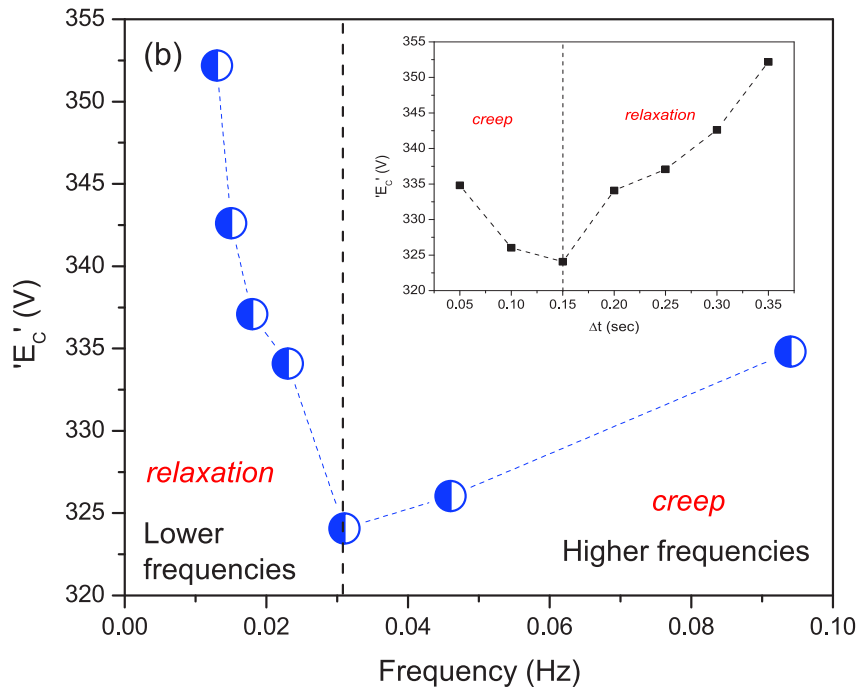 (b)
355
350
345
340
335
330
325
320
'E_C' (V)
0.00 0.02 0.04 0.06 0.08 0.10
Frequency (Hz)
relaxation
Lower
frequencies
creep
Higher frequencies
355
350
345
340
335
330
325
320
'E_C' (V)
creep
relaxation
0.05 0.10 0.15 0.20 0.25 0.30 0.35
Δt (sec)